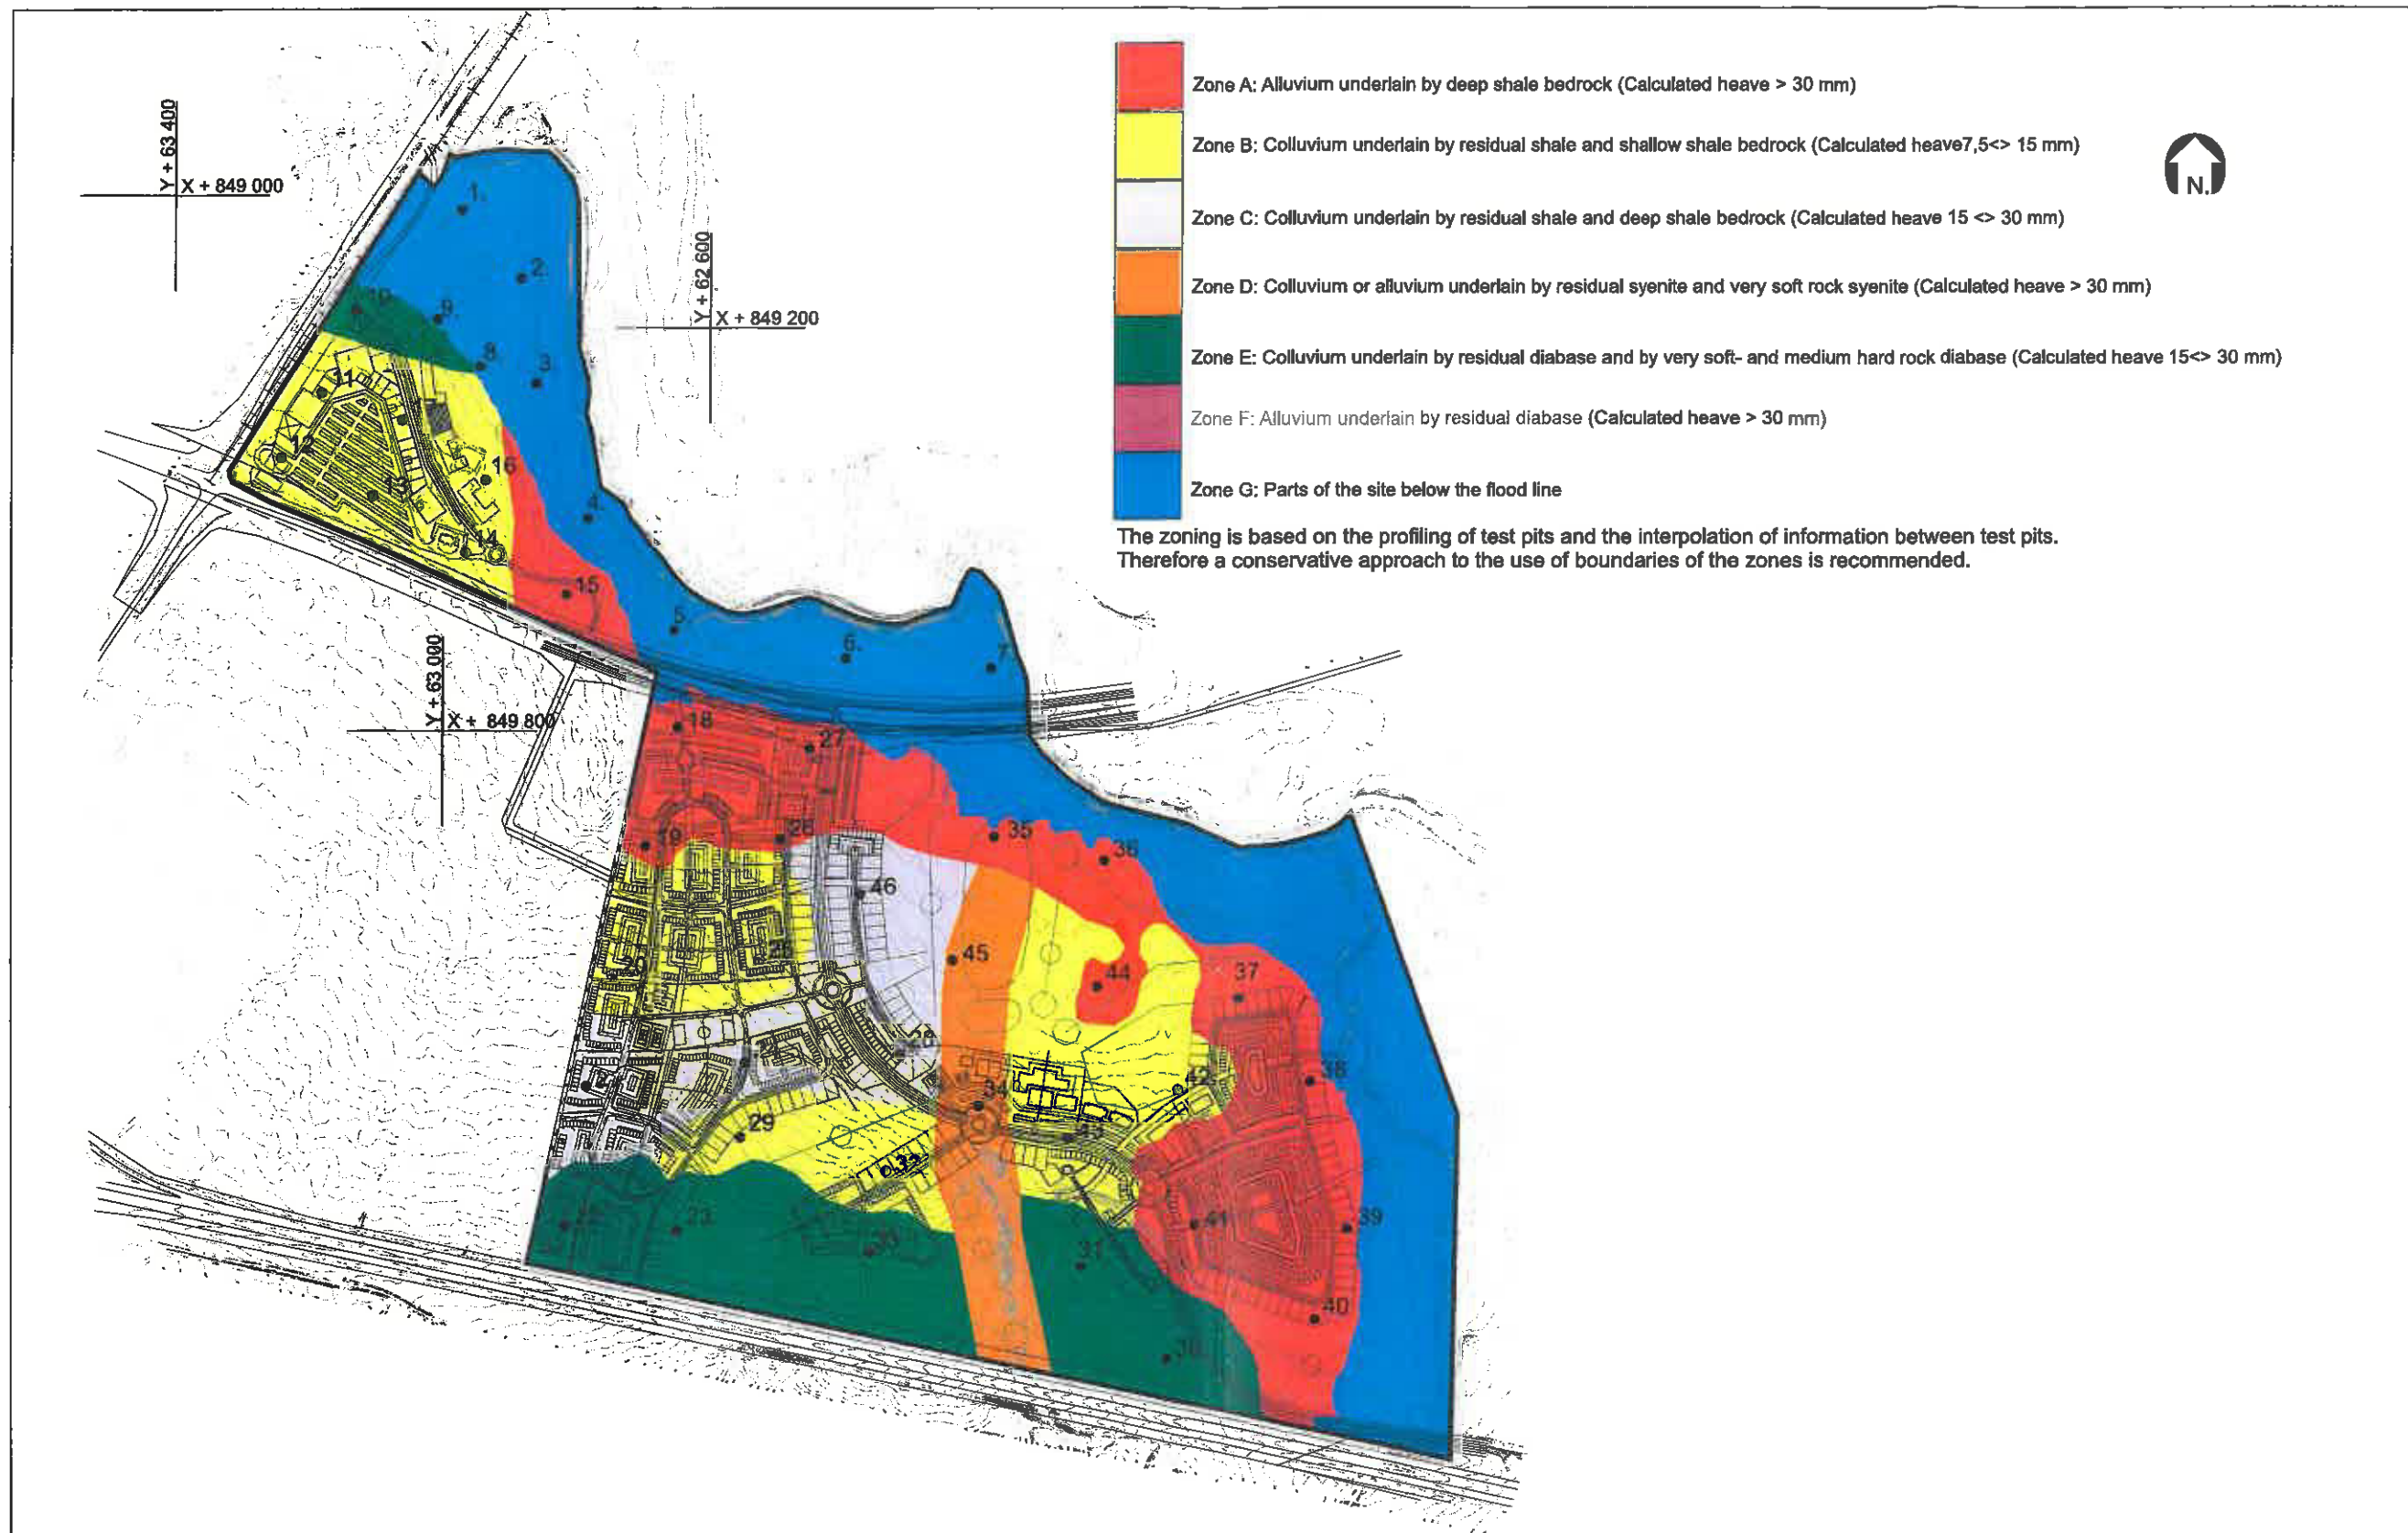 Zone A: Alluvium underlain by deep shale bedrock (Calculated heave > 30 mm)
Zone B: Colluvium underlain by residual shale and shallow shale bedrock (Calculated heave7,5<> 15 mm)
Zone C: Colluvium underlain by residual shale and deep shale bedrock (Calculated heave 15 <> 30 mm)
Zone D: Colluvium or alluvium underlain by residual syenite and very soft rock syenite (Calculated heave > 30 mm)
Zone E: Colluvium underlain by residual diabase and by very soft- and medium hard rock diabase (Calculated heave 15<> 30 mm)
Zone F: Alluvium underlain by residual diabase (Calculated heave > 30 mm)
Zone G: Parts of the site below the flood line
The zoning is based on the profiling of test pits and the interpolation of information between test pits.
Therefore a conservative approach to the use of boundaries of the zones is recommended.
N.
Y + 63 400
X + 849 000
Y + 62 600
X + 849 200
Y + 63 000
X + 849 800
1.
2.
10.
9.
8.
3.
11
12
16
13
4.
14
15
5.
6.
7.
18
27
19
26
35
36
46
25
45
20
44
37
38
34
42
29
43
23
41
39
31
40